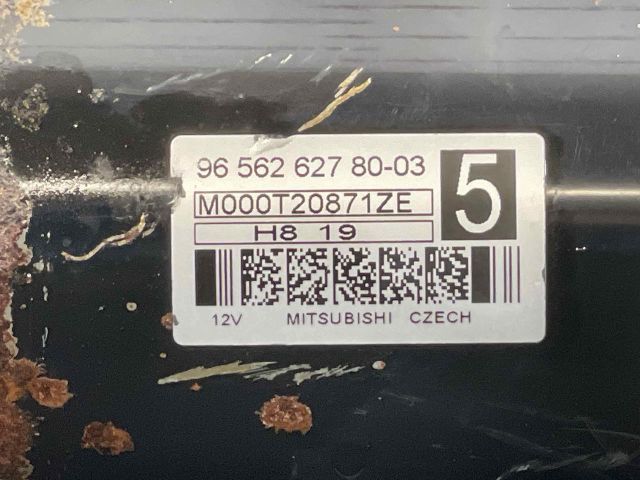 96 562 627 80-03
5
M000T20871ZE
H8 19
12V MITSUBISHI CZECH